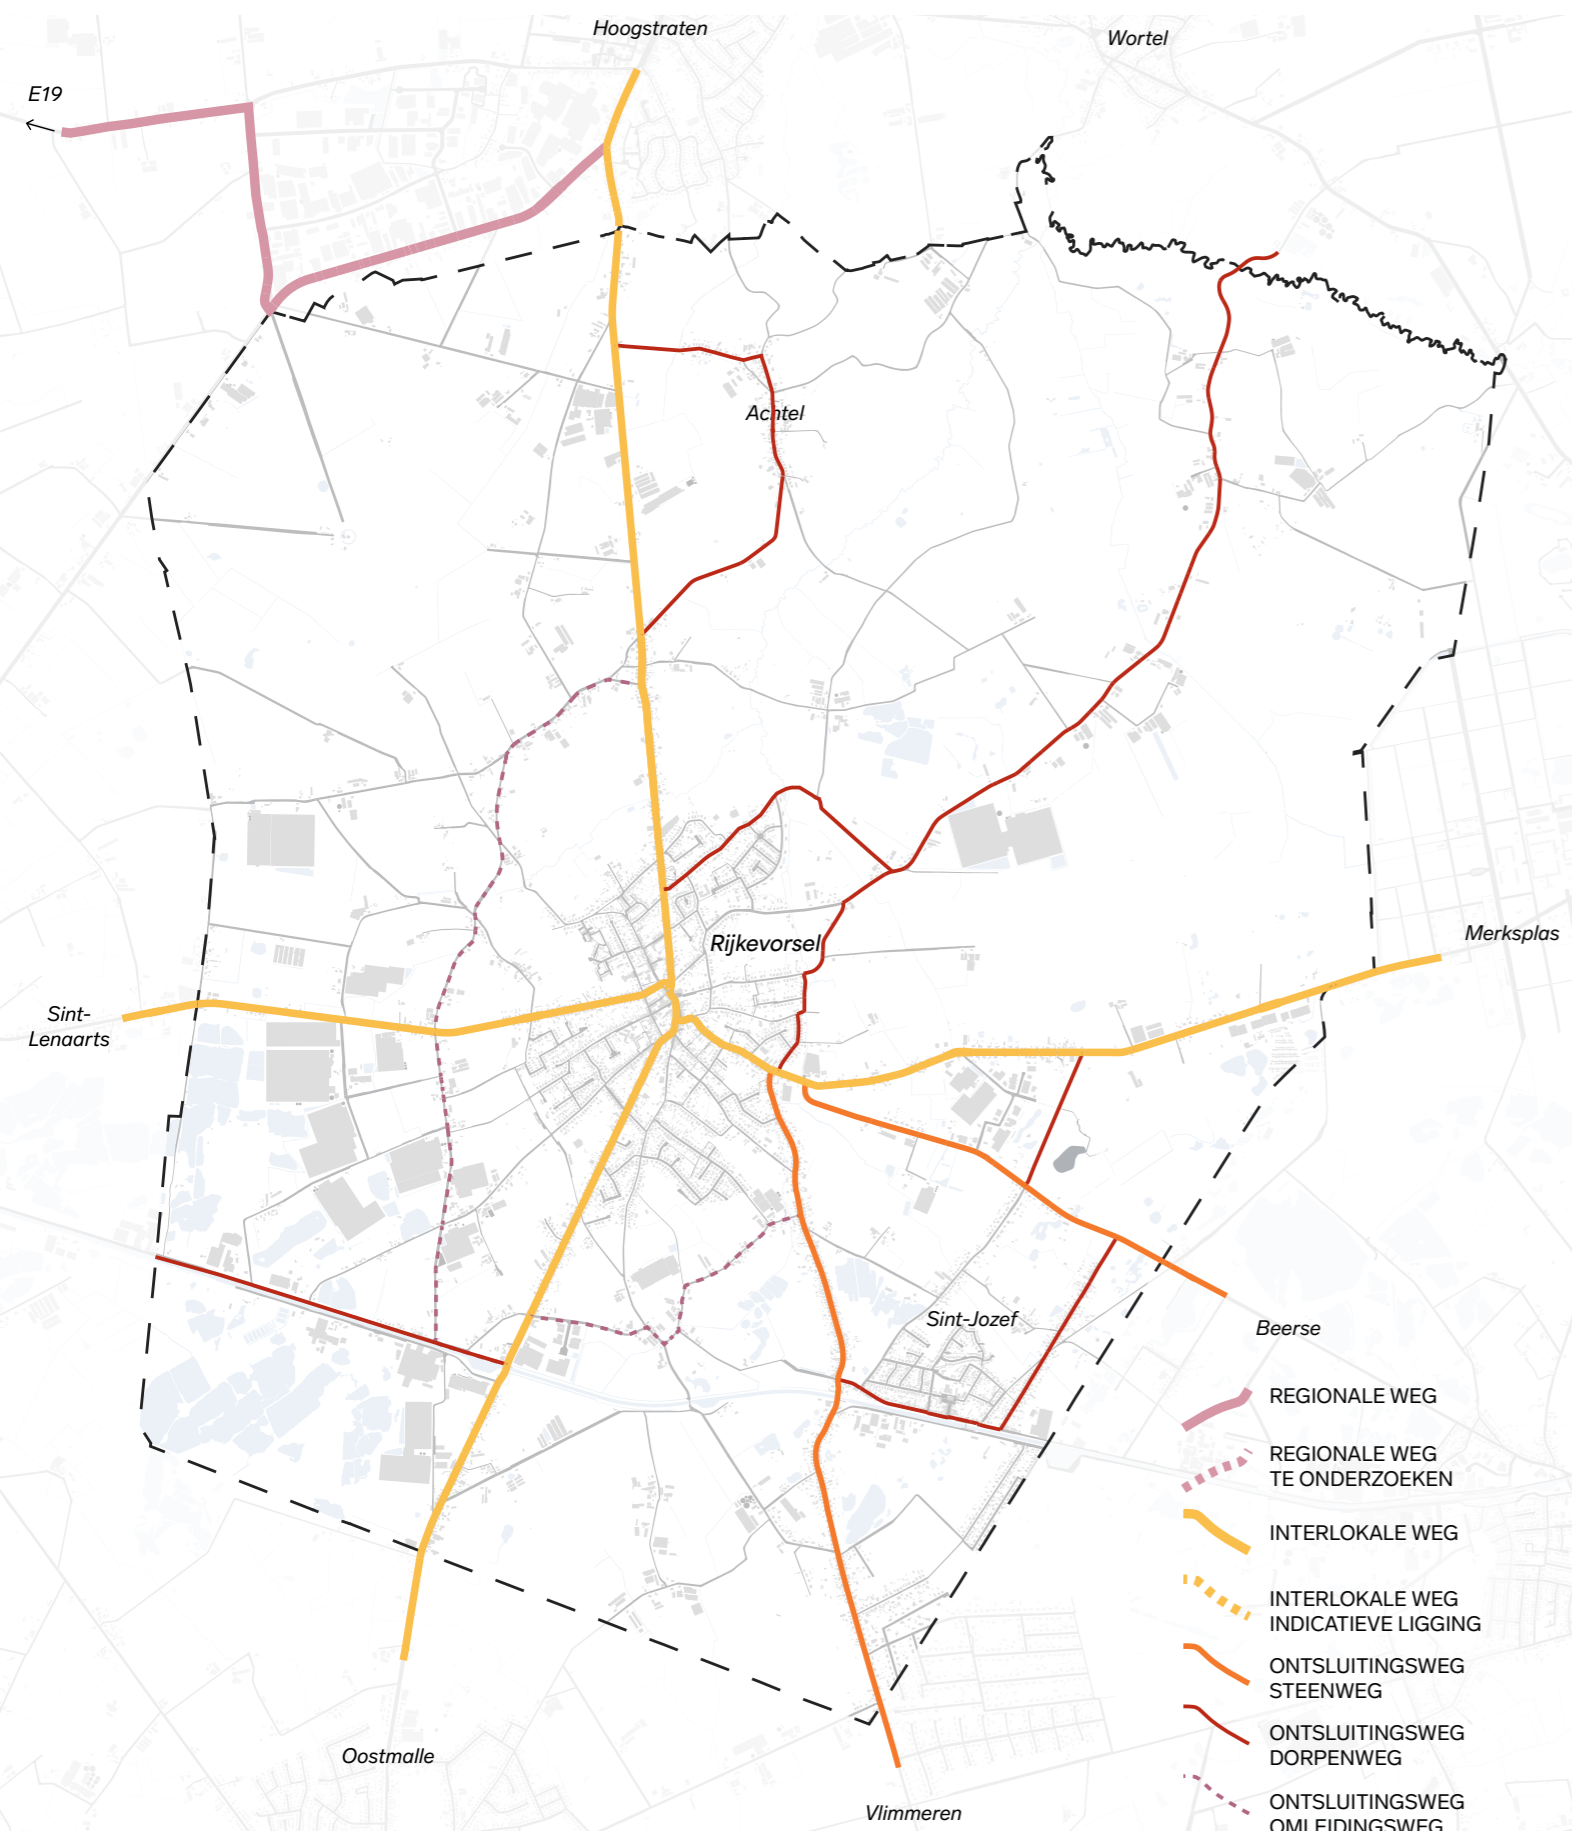 Hoogstraten
Wortel
E19
Achtel
Rijkevorsel
Merksplas
Sint-
Lenaarts
Sint-Jozef
Beerse
Oostmalle
Vlimmeren
REGIONALE WEG
REGIONALE WEG
TE ONDERZOEKEN
INTERLOKALE WEG
INTERLOKALE WEG
INDICATIEVE LIGGING
ONTSLUITINGSWEG
STEENWEG
ONTSLUITINGSWEG
DORPENWEG
ONTSLUITINGSWEG
OMLEIDINGSWEG